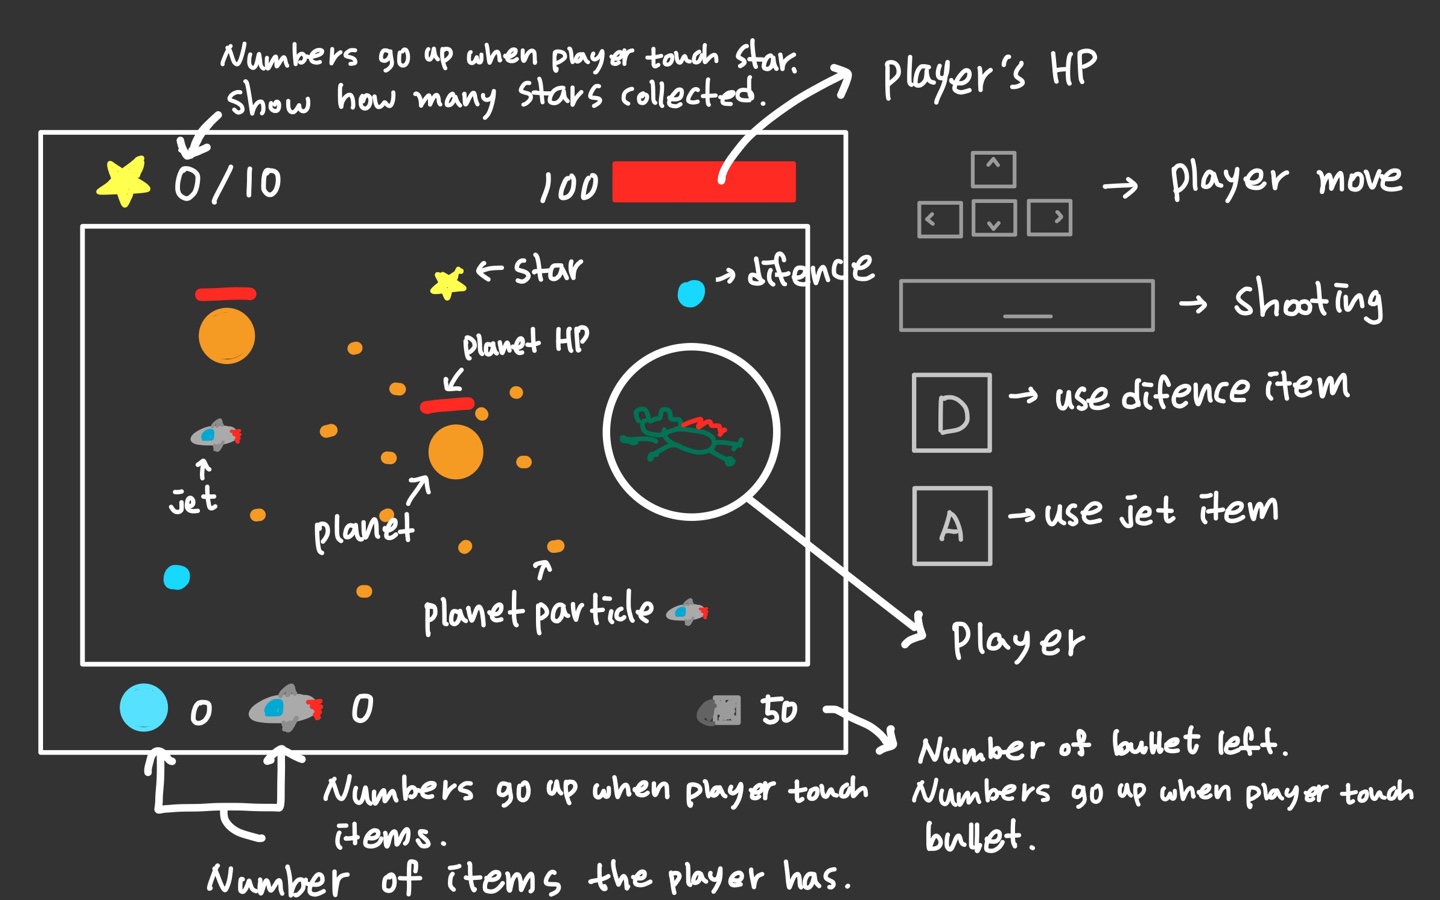 Numbers go up when player touch star.
Show how many stars collected.
player's HP
0/10
100
player move
← star
→ difence
→ shooting
planet HP
D
→ use difence item
jet
planet
A
→ use jet item
planet particle
Player
0
0
50
Number of bullet left.
Numbers go up when player touch
bullet.
Numbers go up when player touch
items.
Number of items the player has.